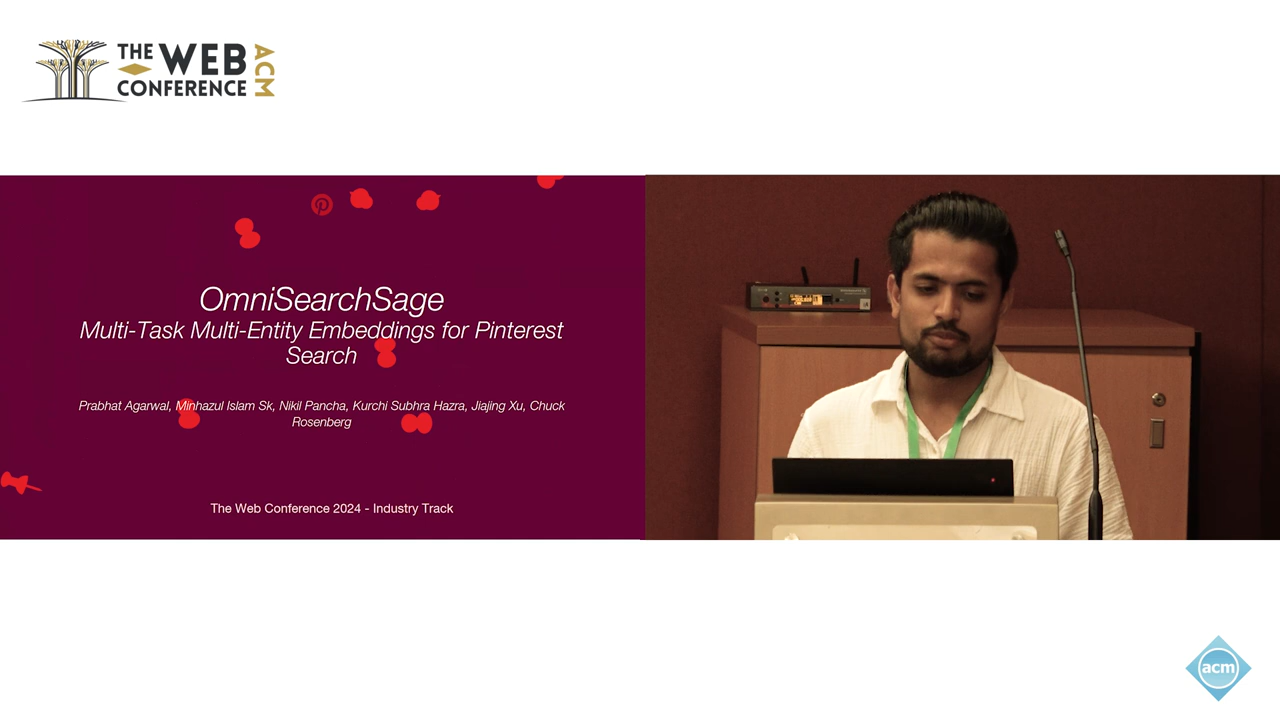 THE WEB
CONFERENCE
ACM
OmniSearchSage
Multi-Task Multi-Entity Embeddings for Pinterest
Search
Prabhat Agarwal, Minhazul Islam Sk, Nikil Pancha, Kurchi Subhra Hazra, Jiajing Xu, Chuck
Rosenberg
The Web Conference 2024 - Industry Track
acm